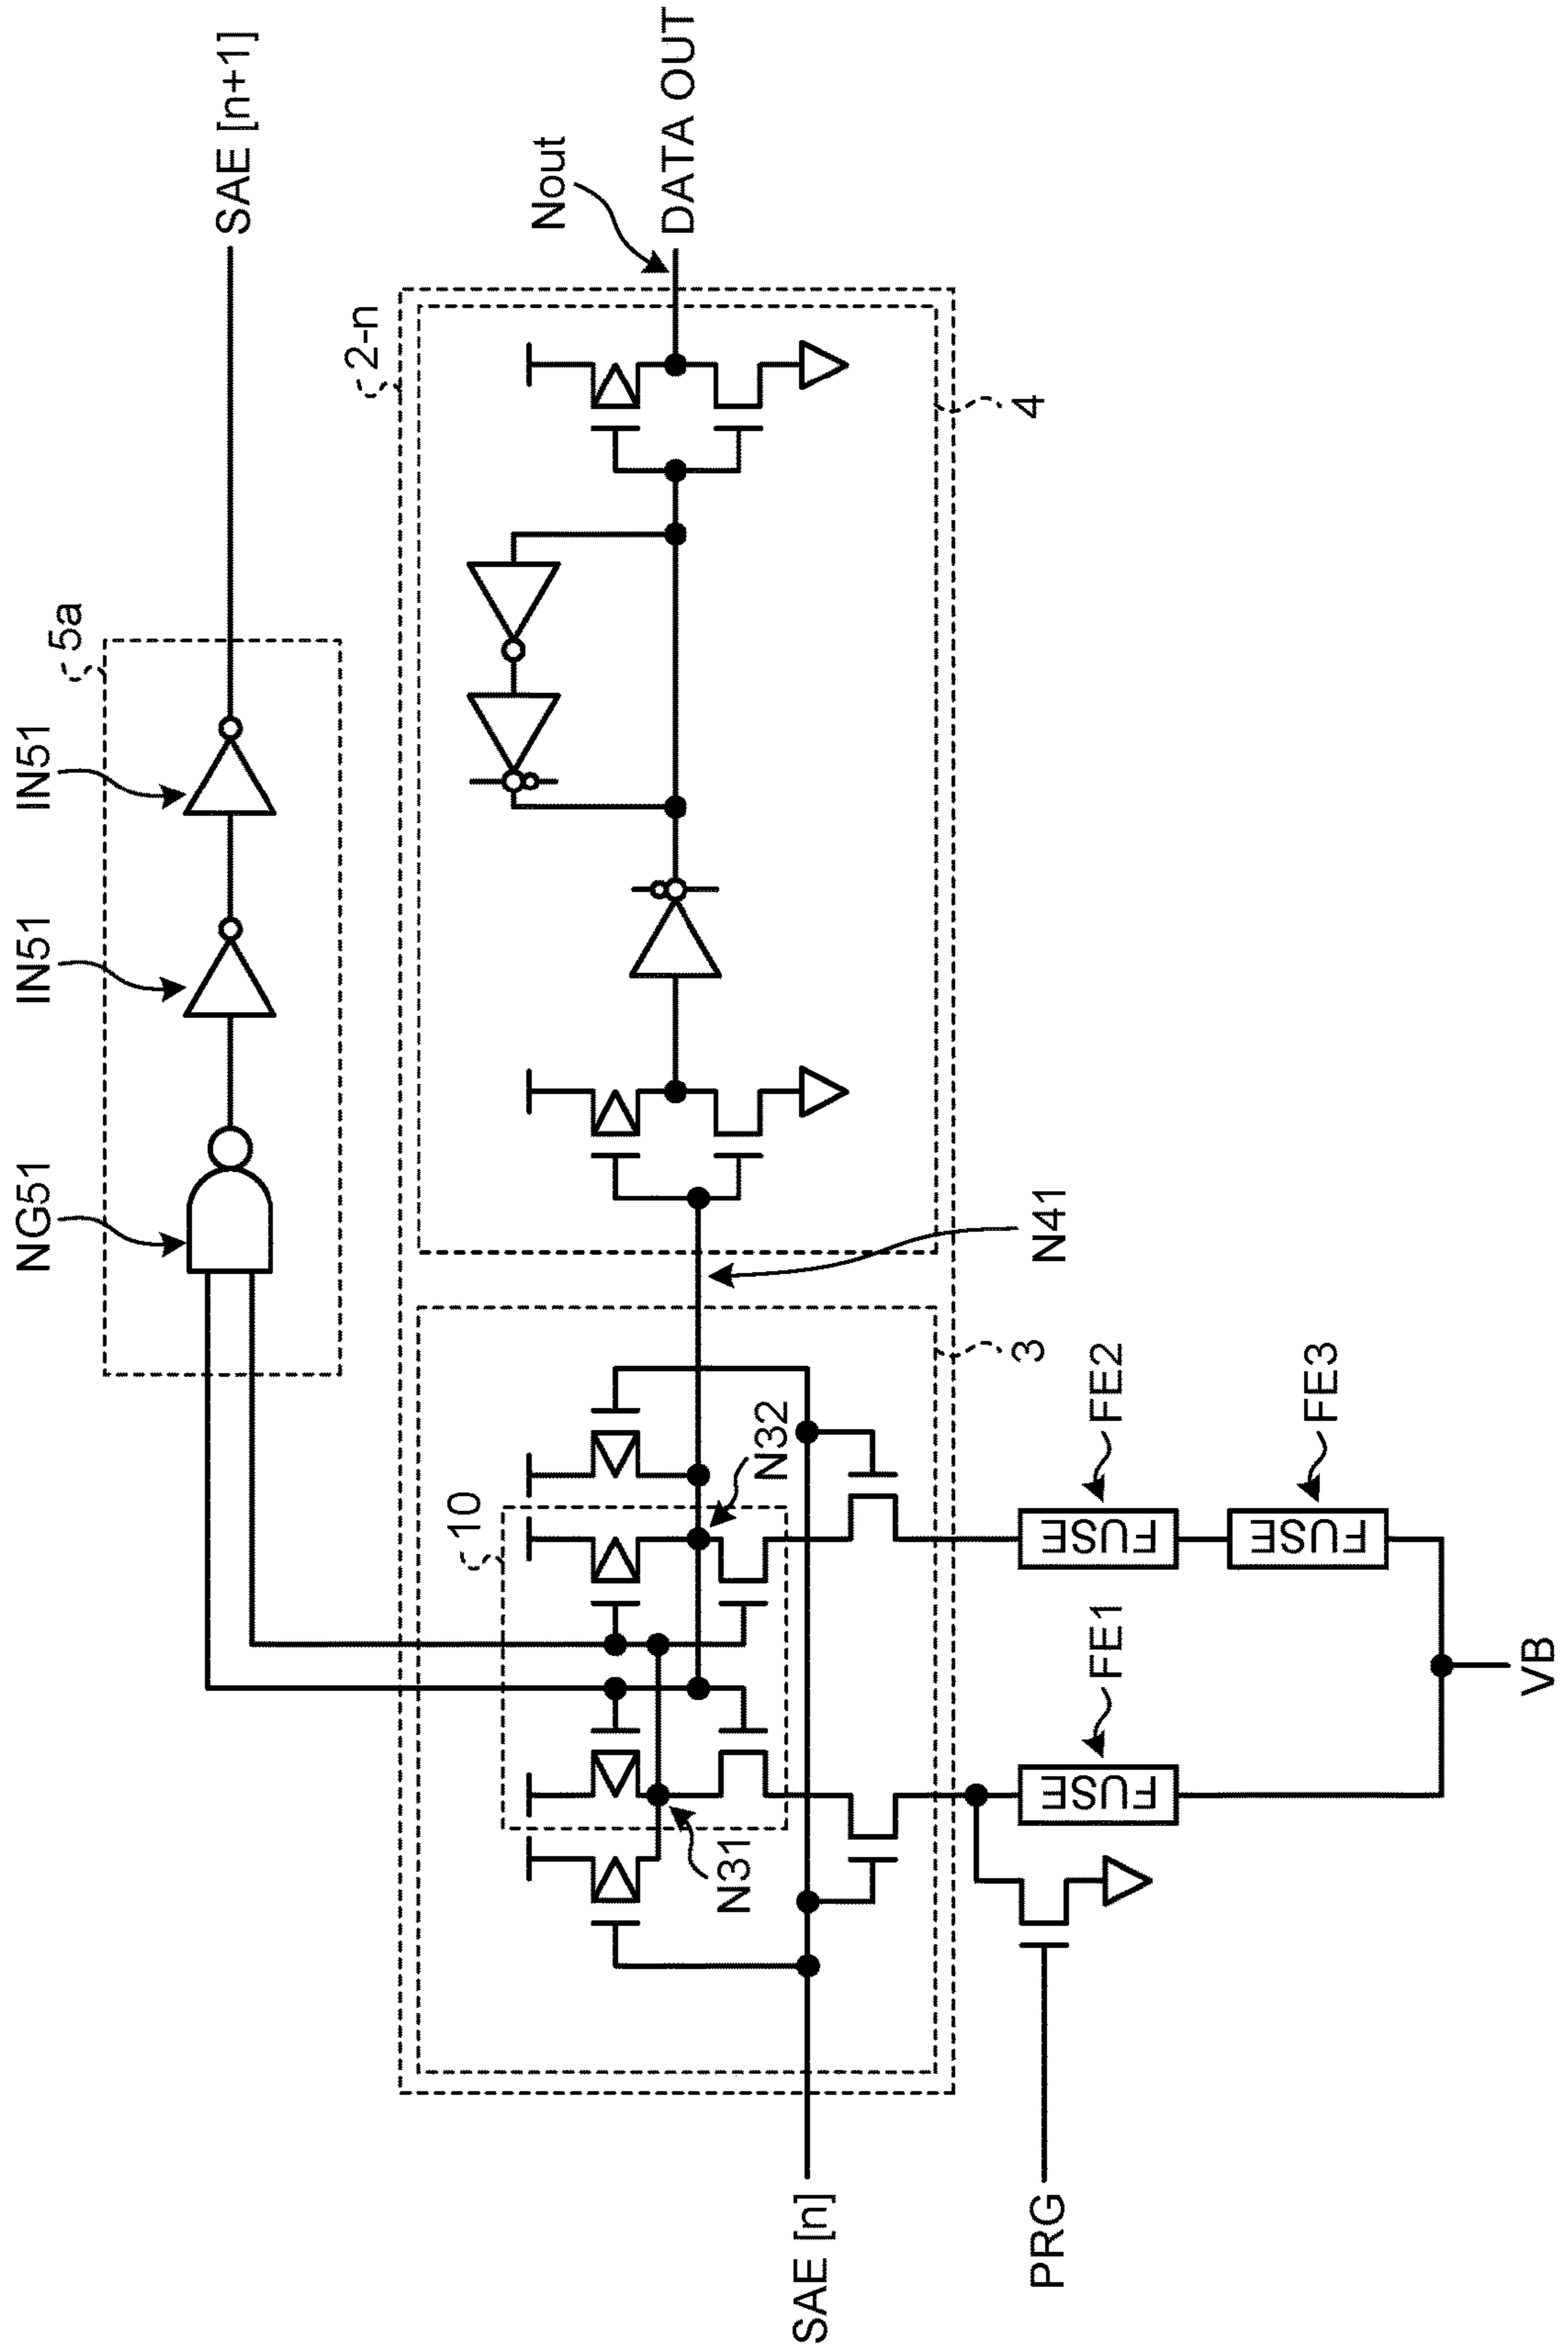 IN51
IN51
NG51
5a
SAE [n+1]
2-n
Nout
DATA OUT
4
N41
10
N32
N31
3
SAE [n]
PRG
FE1
FUSE
FE2
FUSE
FE3
FUSE
VB